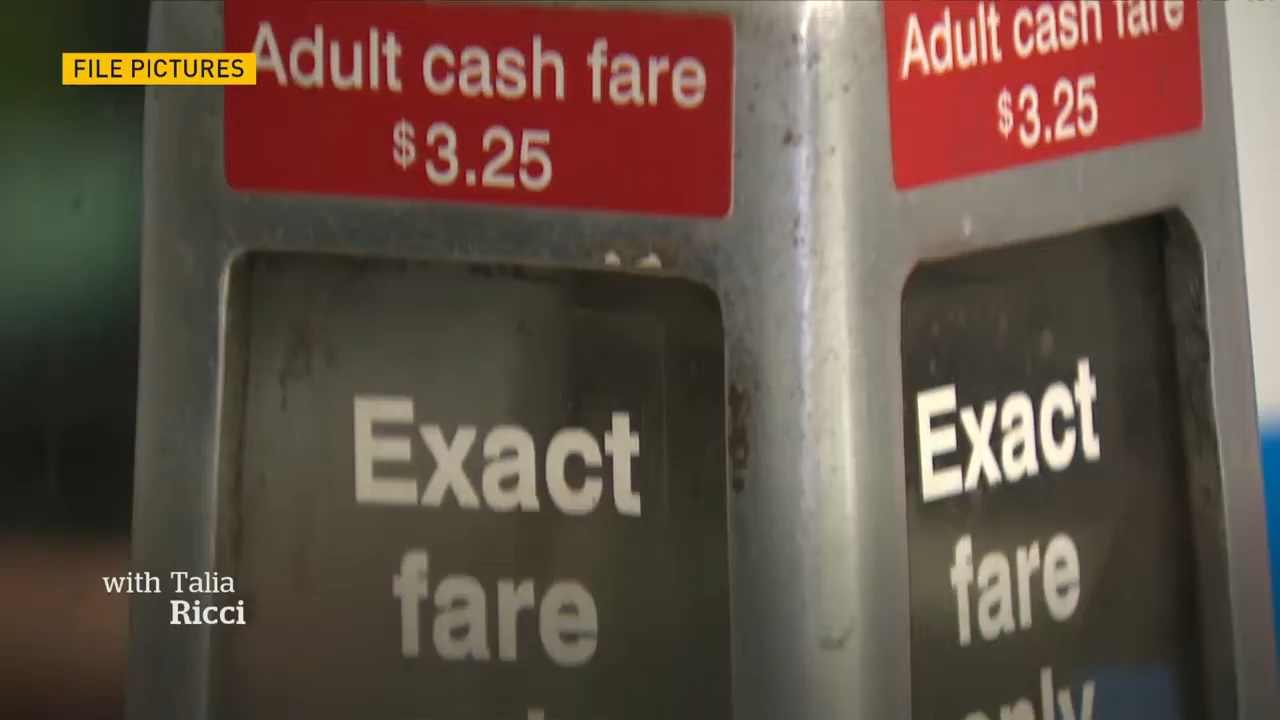 FILE PICTURES
Adult cash fare
$3.25
Exact
fare
with Talia
Ricci
Adult cash fare
$3.25
Exact
fare
only